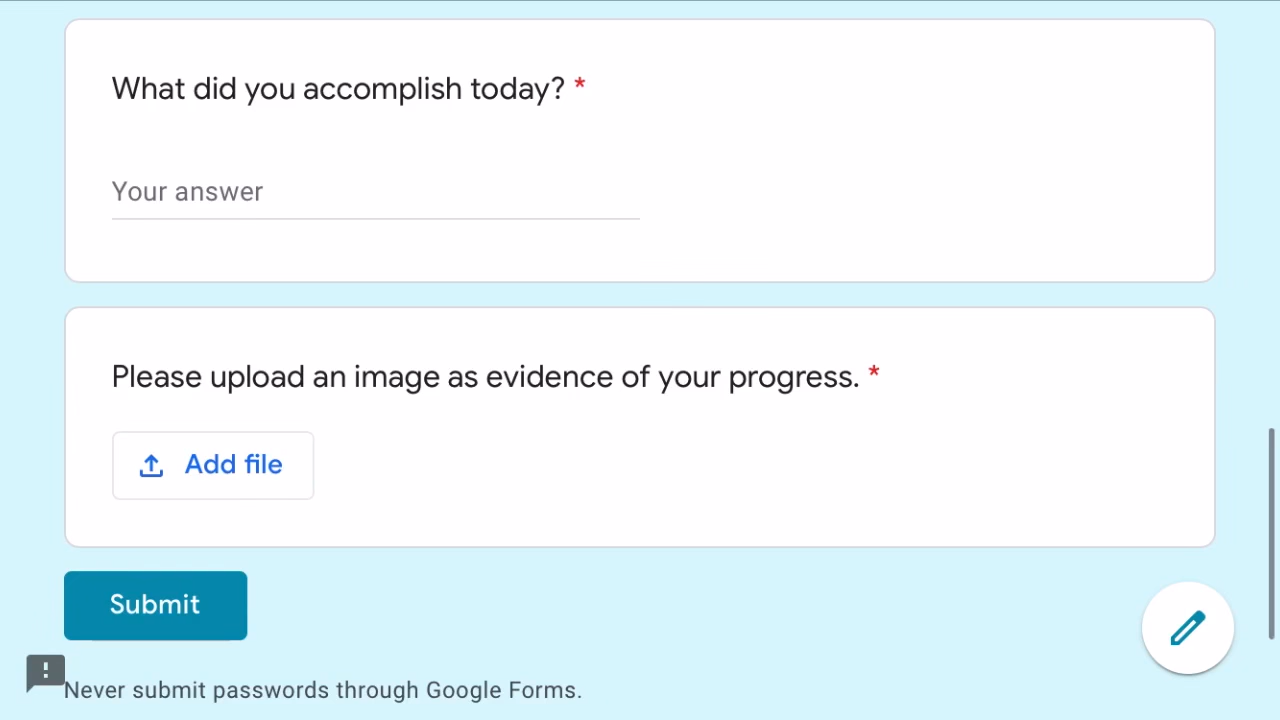 What did you accomplish today? *
Your answer
Please upload an image as evidence of your progress. *
Add file
Submit
!
Never submit passwords through Google Forms.